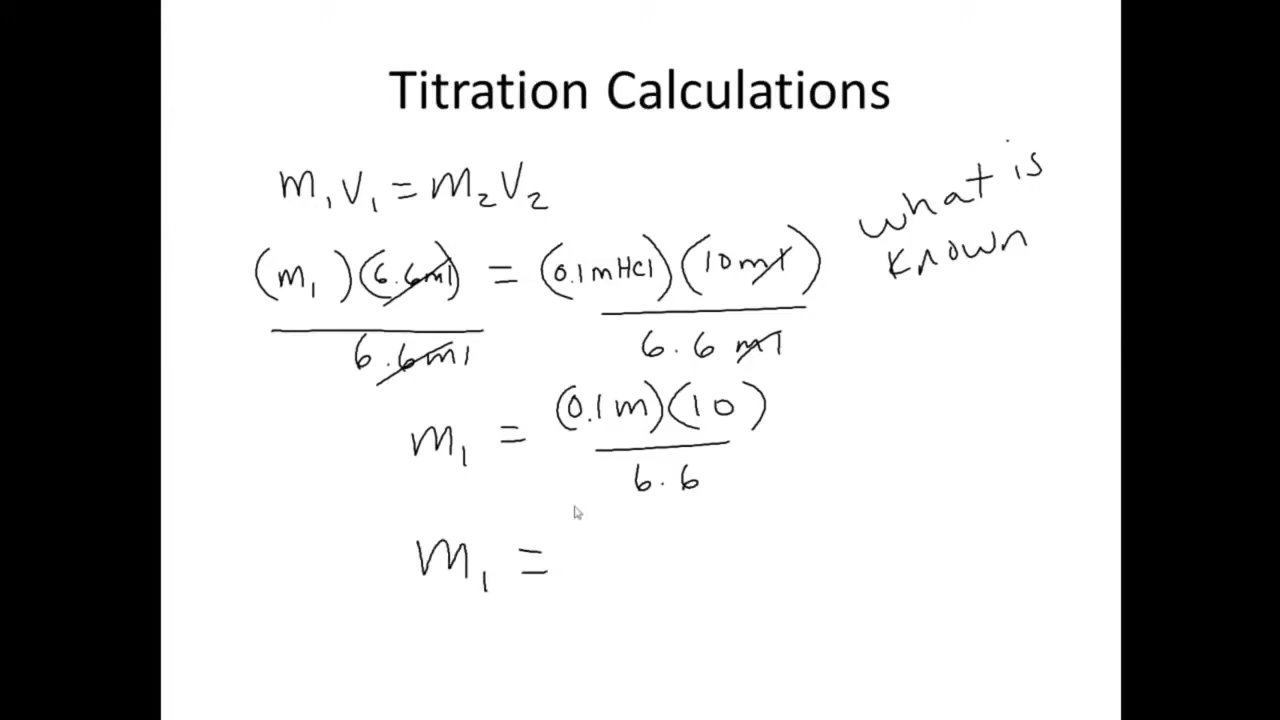 Titration Calculations
m₁V₁ = m₂V₂
what is
known
(m₁)(6.6ml) = (0.1mHCl)(10ml)
6.6ml 6.6 ml
m₁ = (0.1m)(10)
6.6
m₁ =